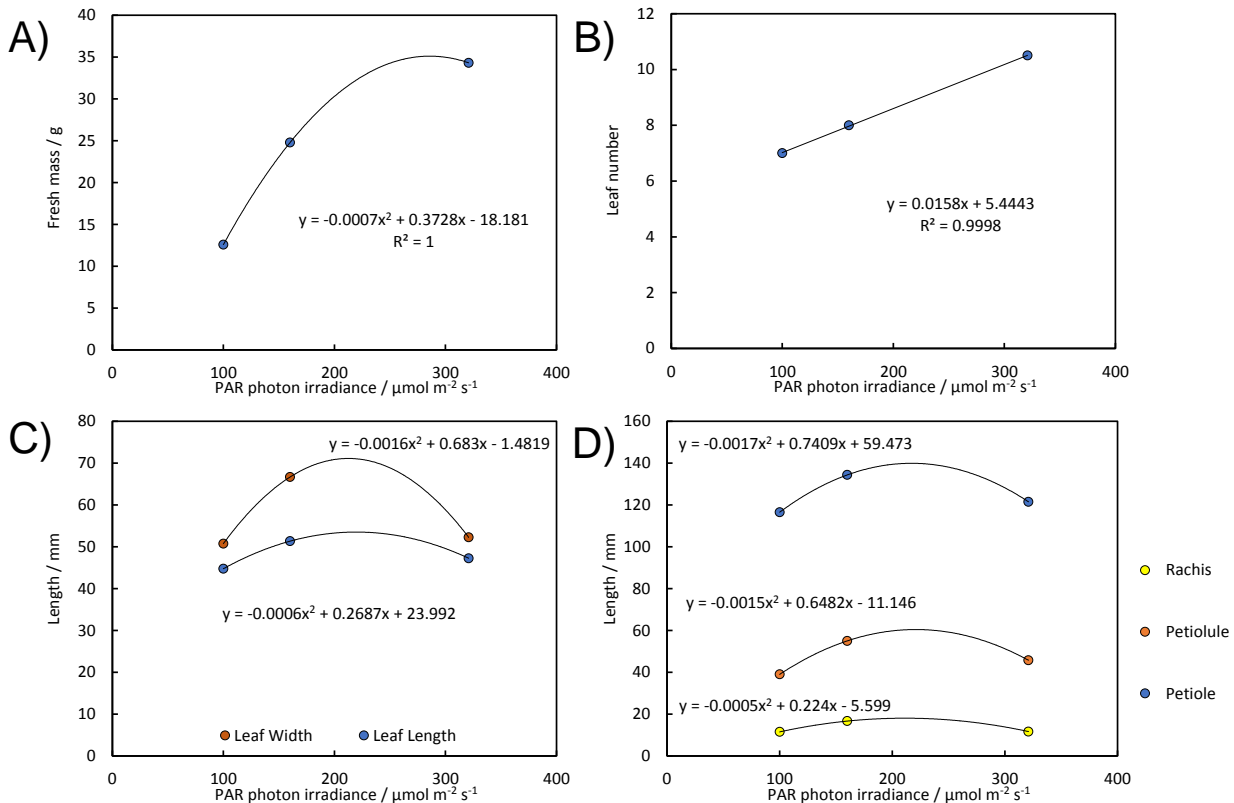 A)
40
35
30
25
20
15
10
5
0
Fresh mass / g
y = -0.0007x² + 0.3728x - 18.181
R² = 1
0 100 200 300 400
PAR photon irradiance / µmol m⁻² s⁻¹
B)
12
10
8
6
4
2
0
Leaf number
y = 0.0158x + 5.4443
R² = 0.9998
0 100 200 300 400
PAR photon irradiance / µmol m⁻² s⁻¹
C)
80
70
60
50
40
30
20
10
0
Length / mm
y = -0.0016x² + 0.683x - 1.4819
y = -0.0006x² + 0.2687x + 23.992
Leaf Width Leaf Length
0 100 200 300 400
PAR photon irradiance / µmol m⁻² s⁻¹
D)
160
140
120
100
80
60
40
20
0
Length / mm
y = -0.0017x² + 0.7409x + 59.473
y = -0.0015x² + 0.6482x - 11.146
y = -0.0005x² + 0.224x - 5.599
0 100 200 300 400
PAR photon irradiance / µmol m⁻² s⁻¹
Rachis
Petiolule
Petiole